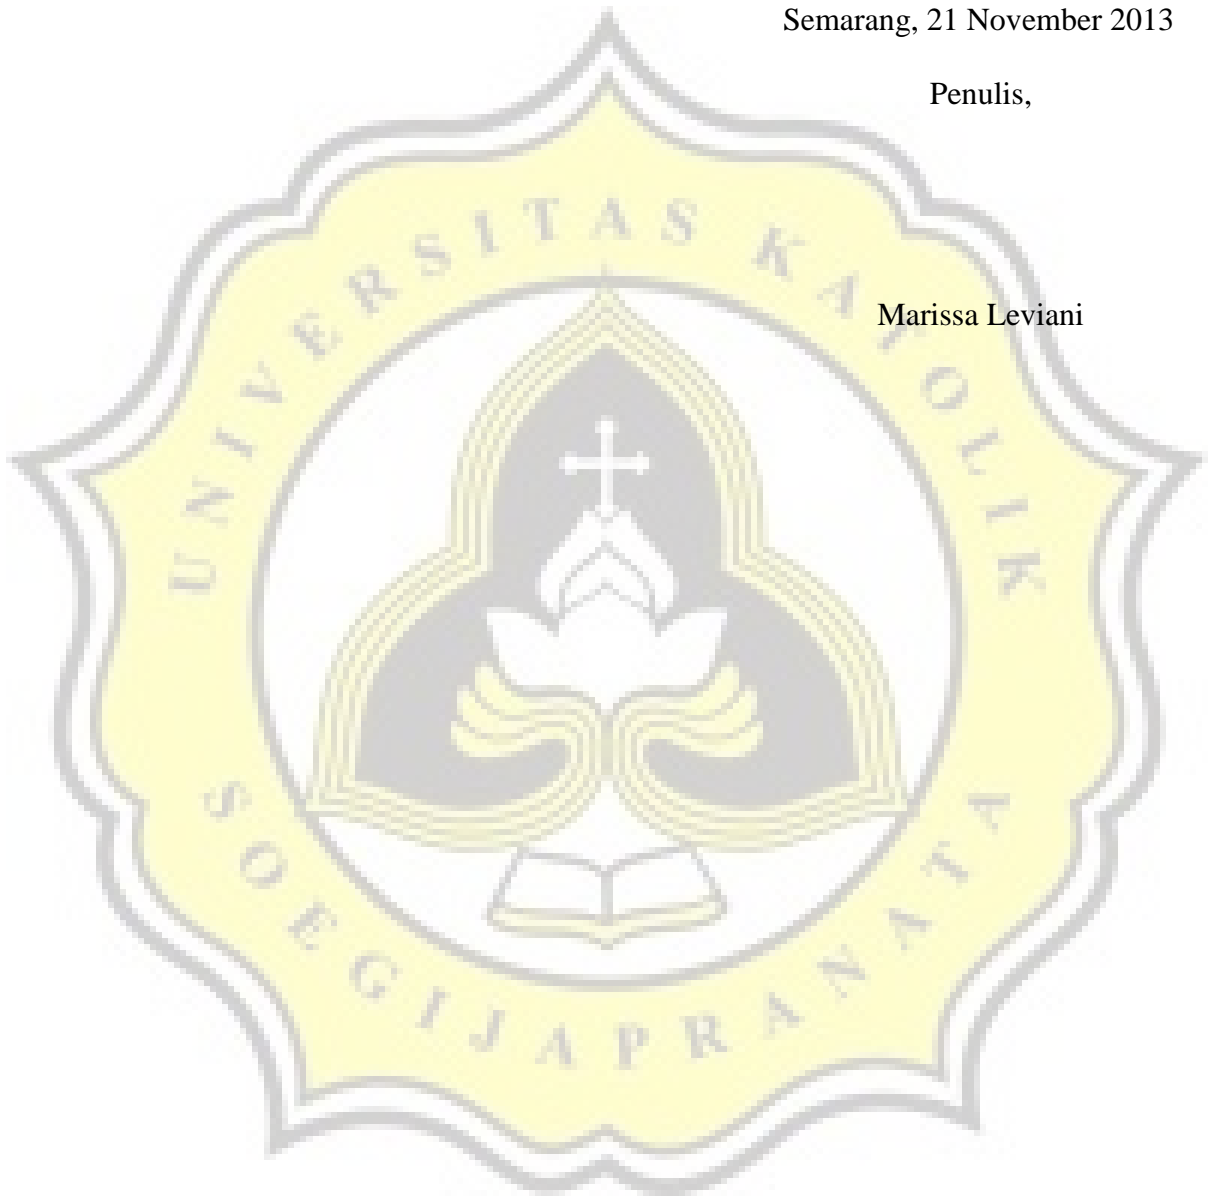 Semarang, 21 November 2013
Penulis,
Marissa Leviani
UNIVERSITAS KATOLIK
SOEGIJAPRANATA